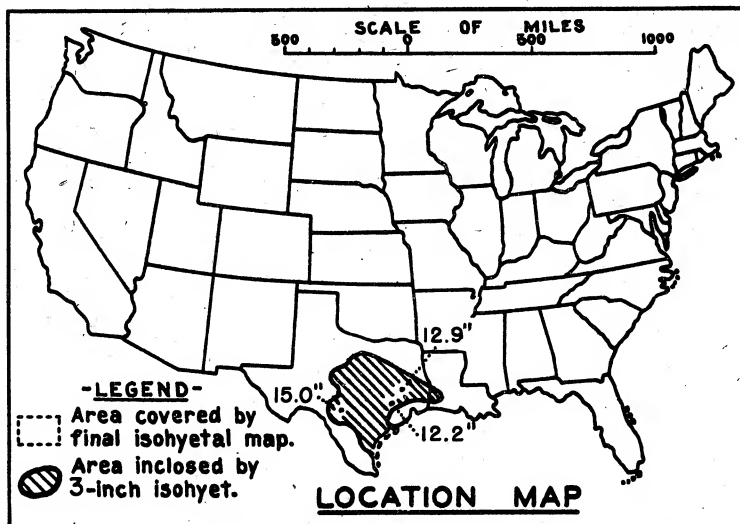 SCALE OF MILES
500 0 500 1000
12.9"
15.0"
12.2"
-LEGEND-
Area covered by
final isohyetal map.
Area inclosed by
3-inch isohyet.
LOCATION MAP